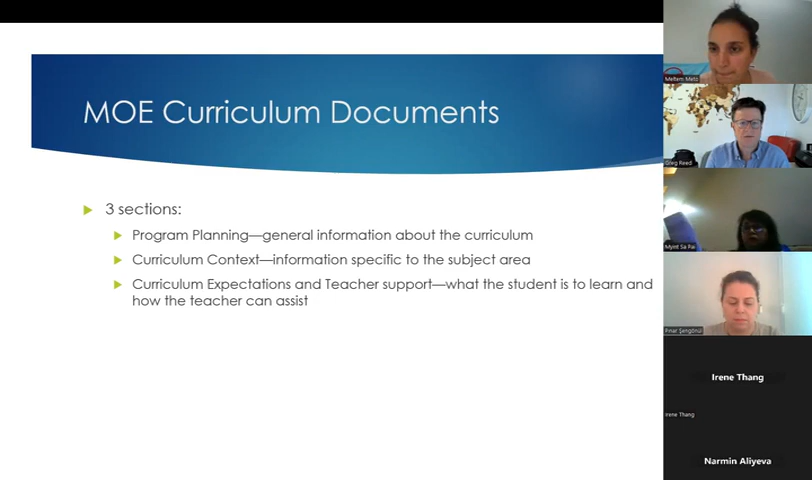 MOE Curriculum Documents
3 sections:
Program Planning—general information about the curriculum
Curriculum Context—information specific to the subject area
Curriculum Expectations and Teacher support—what the student is to learn and
how the teacher can assist
Meltem Metö
Greg Reed
Myint Sa Pai
Pınar Şengönül
Irene Thang
Irene Thang
Narmin Aliyeva